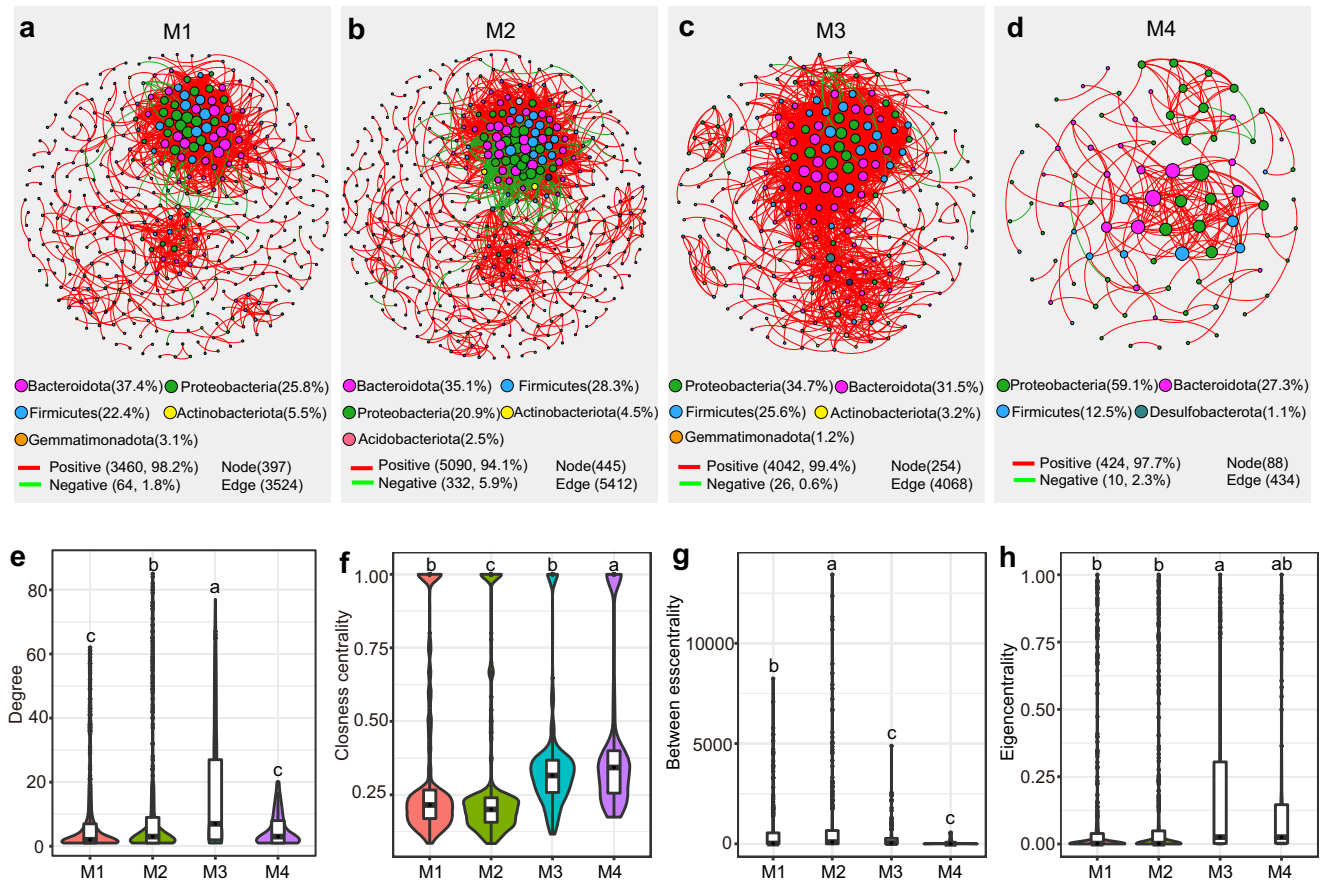 a M1
b M2
c M3
d M4
Bacteroidota(37.4%) Proteobacteria(25.8%)
Firmicutes(22.4%) Actinobacteriota(5.5%)
Gemmatimonadota(3.1%)
Positive (3460, 98.2%) Node(397)
Negative (64, 1.8%) Edge (3524)
Bacteroidota(35.1%) Firmicutes(28.3%)
Proteobacteria(20.9%) Actinobacteriota(4.5%)
Acidobacteriota(2.5%)
Positive (5090, 94.1%) Node(445)
Negative (332, 5.9%) Edge (5412)
Proteobacteria(34.7%) Bacteroidota(31.5%)
Firmicutes(25.6%) Actinobacteriota(3.2%)
Gemmatimonadota(1.2%)
Positive (4042, 99.4%) Node(254)
Negative (26, 0.6%) Edge (4068)
Proteobacteria(59.1%) Bacteroidota(27.3%)
Firmicutes(12.5%) Desulfobacterota(1.1%)
Positive (424, 97.7%) Node(88)
Negative (10, 2.3%) Edge (434)
e
Degree
80
60
40
20
0
c b a c
M1 M2 M3 M4
f
Closness centrality
1.00
0.75
0.50
0.25
b c b a
M1 M2 M3 M4
g
Between esscentrality
10000
5000
0
b a c c
M1 M2 M3 M4
h
Eigencentrality
1.00
0.75
0.50
0.25
0.00
b b a ab
M1 M2 M3 M4